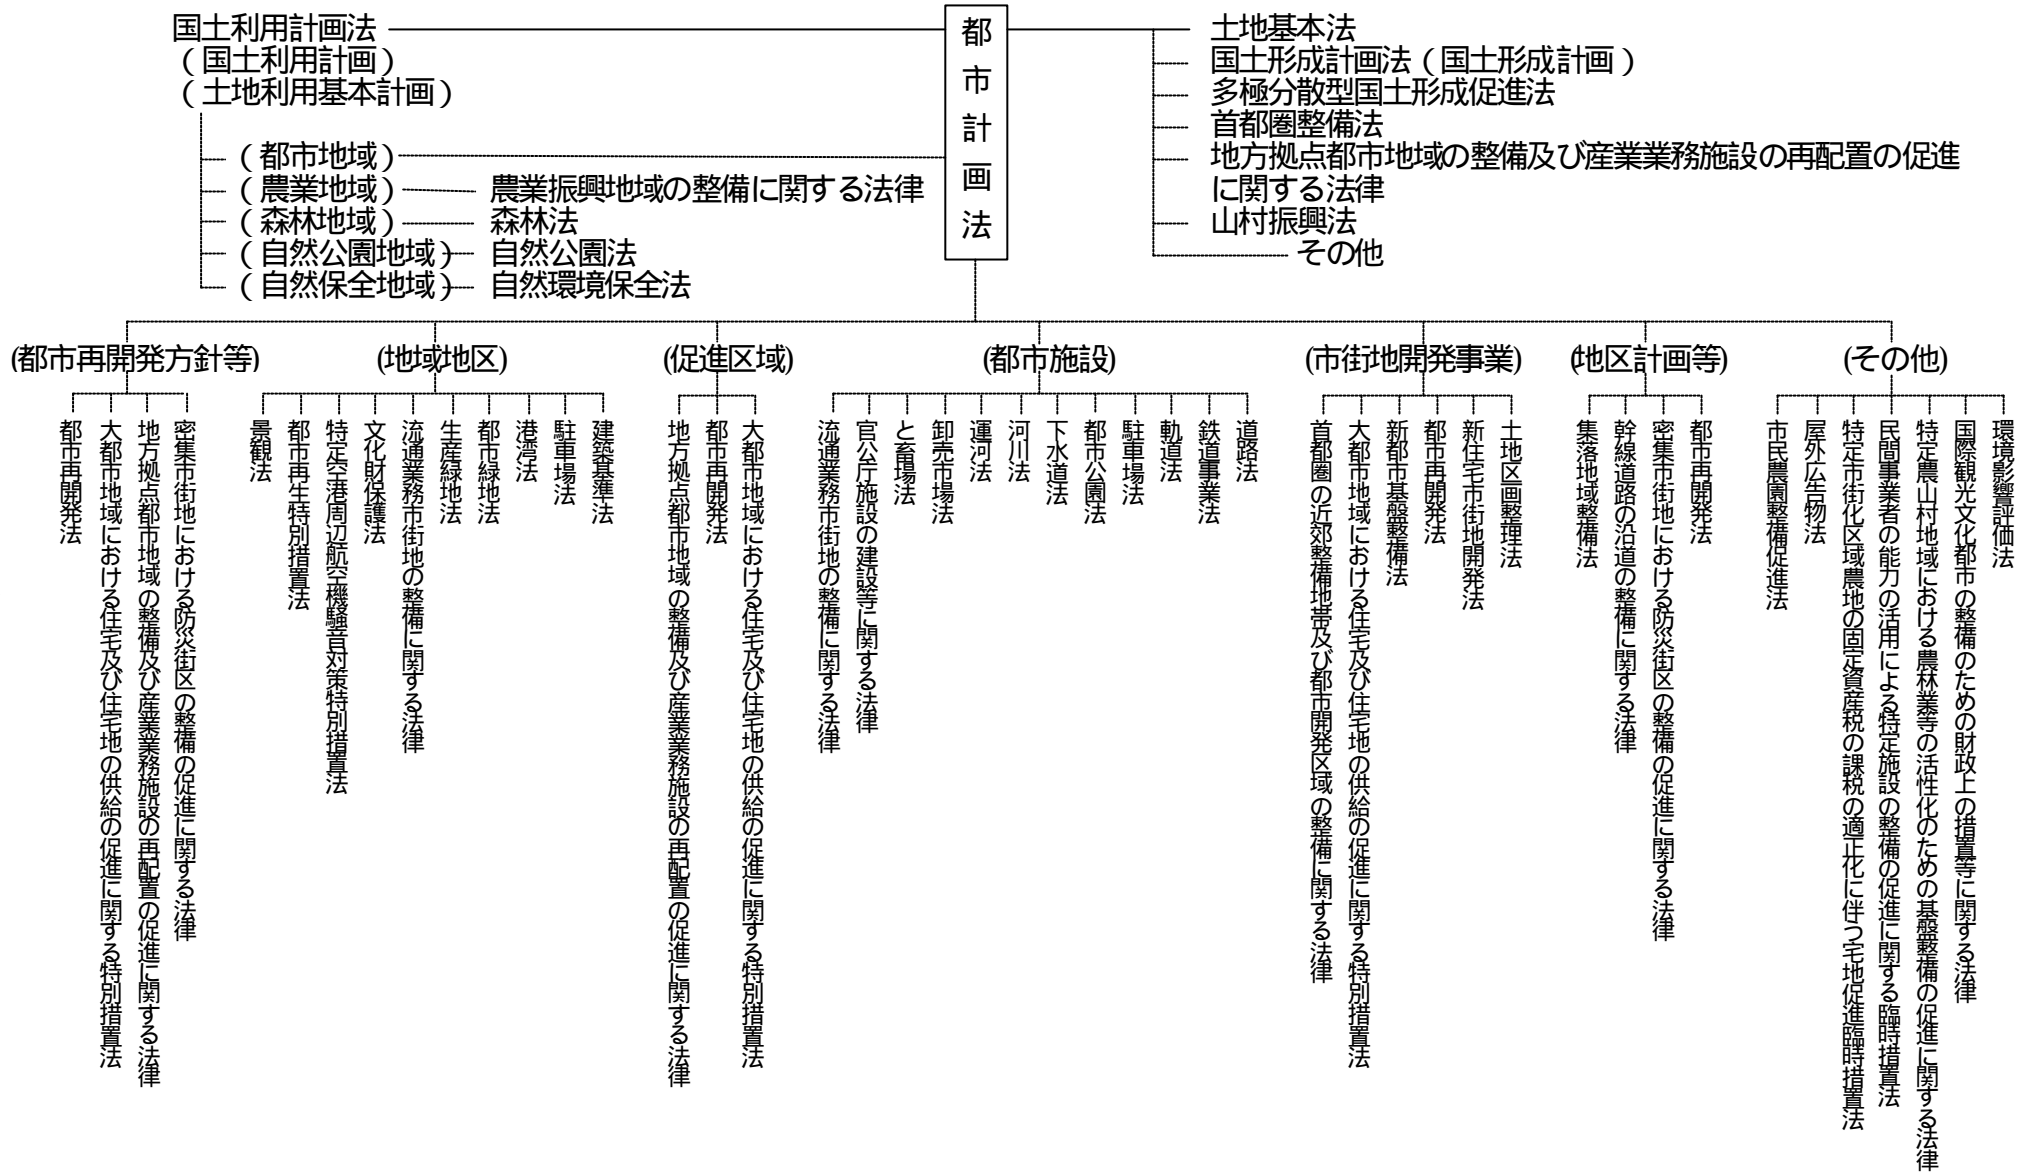 国土利用計画法
(国土利用計画)
(土地利用基本計画)
(都市地域)
(農業地域)
農業振興地域の整備に関する法律
(森林地域)
森林法
(自然公園地域)
自然公園法
(自然保全地域)
自然環境保全法
都市計画法
土地基本法
国土形成計画法(国土形成計画)
多極分散型国土形成促進法
首都圏整備法
地方拠点都市地域の整備及び産業業務施設の再配置の促進
に関する法律
山村振興法
その他
(都市再開発方針等)
都市再開発法
大都市地域における住宅及び住宅地の供給の促進に関する特別措置法
地方拠点都市地域の整備及び産業業務施設の再配置の促進に関する法律
密集市街地における防災街区の整備の促進に関する法律
(地域地区)
景観法
都市再生特別措置法
特定空港周辺航空機騒音対策特別措置法
文化財保護法
流通業務市街地の整備に関する法律
生産緑地法
都市緑地法
港湾法
駐車場法
建築基準法
(促進区域)
地方拠点都市地域の整備及び産業業務施設の再配置の促進に関する法律
都市再開発法
大都市地域における住宅及び住宅地の供給の促進に関する特別措置法
(都市施設)
流通業務市街地の整備に関する法律
官公庁施設の建設等に関する法律
と畜場法
卸売市場法
運河法
河川法
下水道法
都市公園法
駐車場法
軌道法
鉄道事業法
道路法
(市街地開発事業)
首都圏の近郊整備地帯及び都市開発区域の整備に関する法律
大都市地域における住宅及び住宅地の供給の促進に関する特別措置法
新都市基盤整備法
都市再開発法
新住宅市街地開発法
土地区画整理法
(地区計画等)
集落地域整備法
幹線道路の沿道の整備に関する法律
密集市街地における防災街区の整備の促進に関する法律
都市再開発法
(その他)
市民農園整備促進法
屋外広告物法
特定市街化区域農地の固定資産税の課税の適正化に伴う宅地促進臨時措置法
民間事業者の能力の活用による特定施設の整備の促進に関する臨時措置法
特定農山村地域における農林業等の活性化のための基盤整備の促進に関する法律
国際観光文化都市の整備のための財政上の措置等に関する法律
環境影響評価法